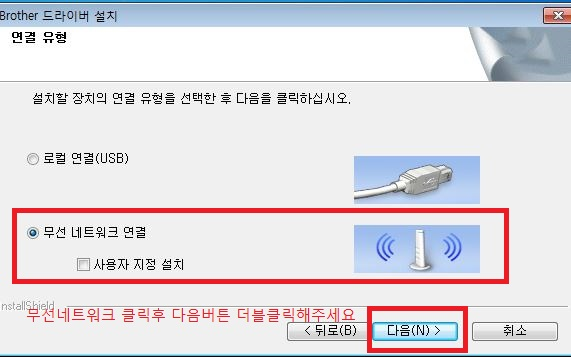 Brother 드라이버 설치
연결 유형
설치할 장치의 연결 유형을 선택한 후 다음을 클릭하십시오.
로컬 연결(USB)
무선 네트워크 연결
사용자 지정 설치
nstallShield
무선네트워크 클릭후 다음버튼 더블클릭해주세요
< 뒤로(B) 다음(N) > 취소